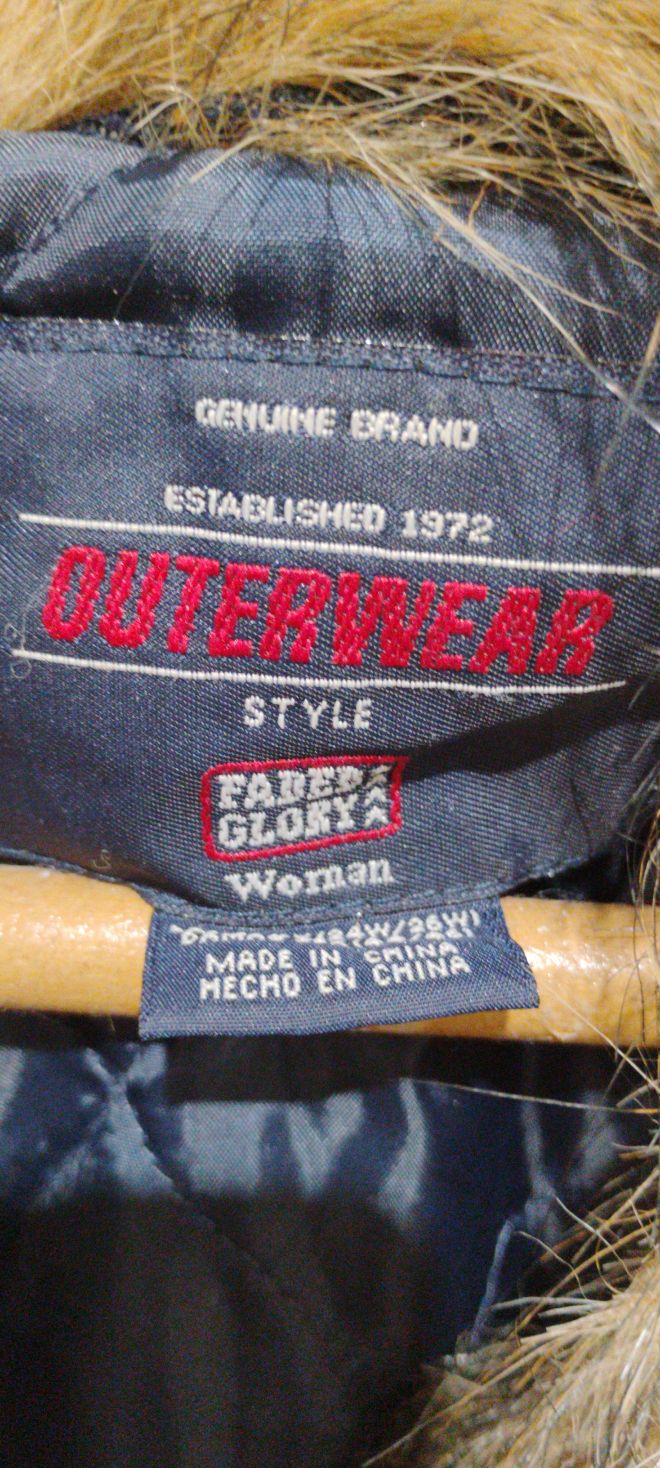 GENUINE BRAND
ESTABLISHED 1972
OUTERWEAR
STYLE
FADED
GLORY
Woman
MADE IN CHINA
HECHO EN CHINA